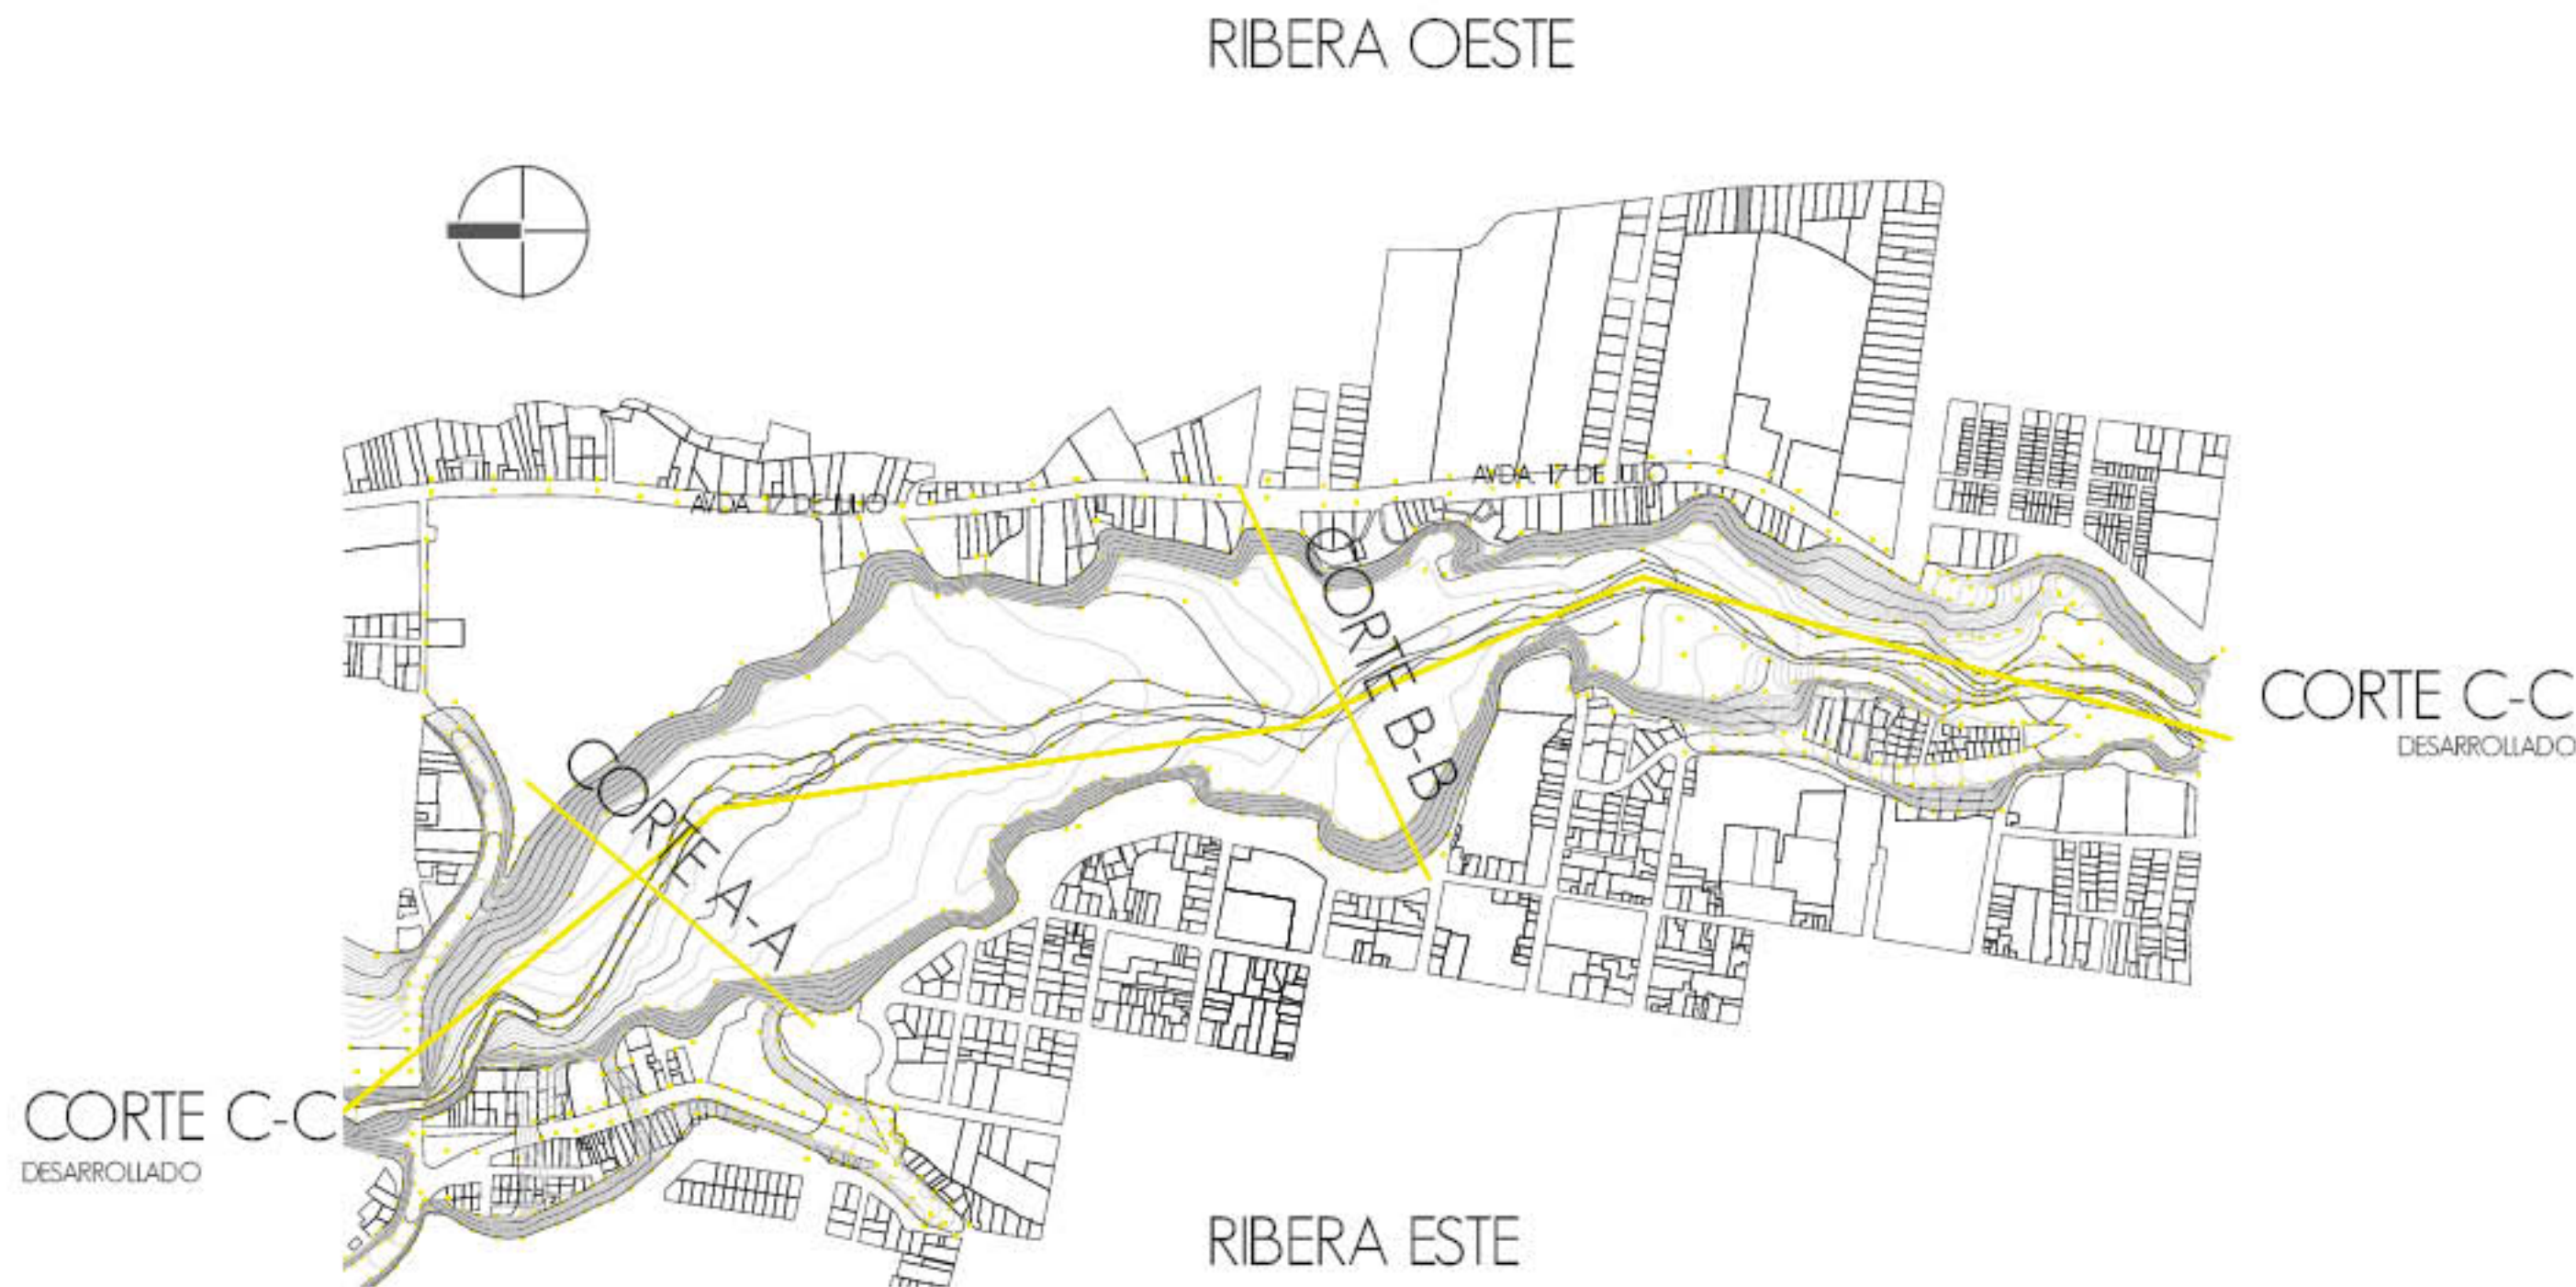 RIBERA OESTE
AVDA. 17 DE JULIO
AVDA. 17 DE JULIO
CORTE B-B
CORTE C-C
DESARROLLADO
CORTE A-A
CORTE C-C
DESARROLLADO
RIBERA ESTE